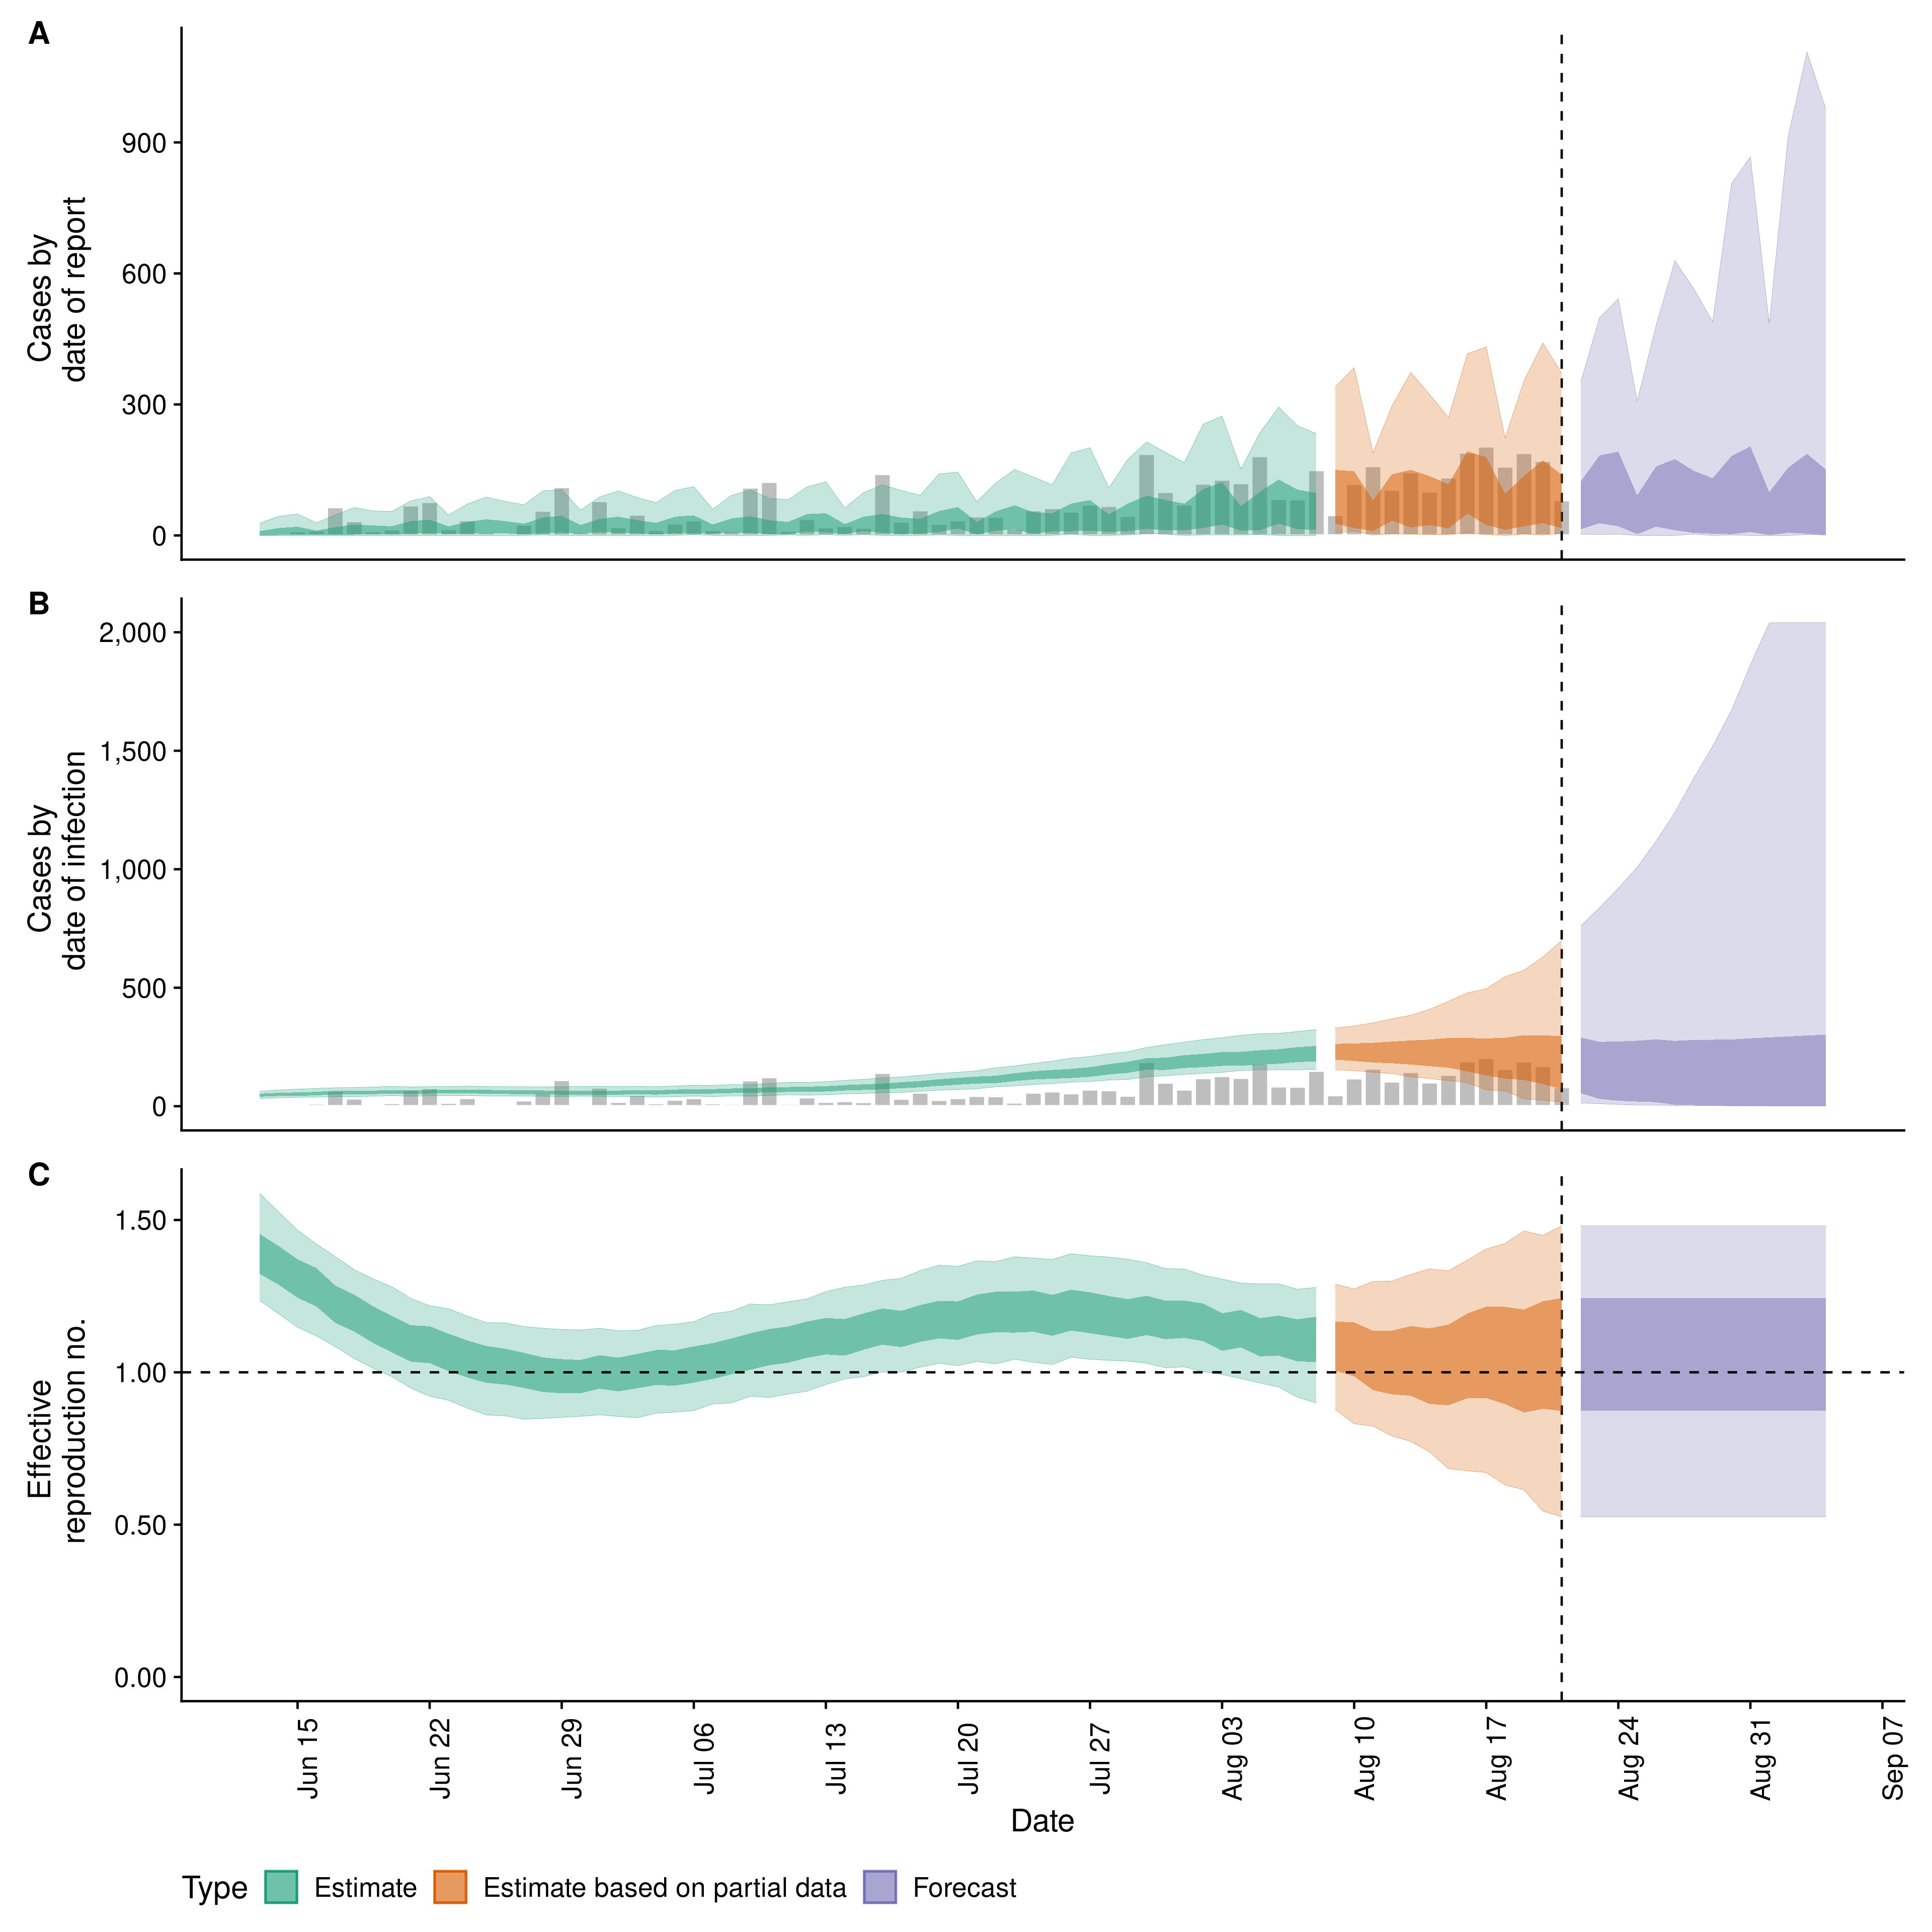 A
Cases by
date of report
900
600
300
0
B
Cases by
date of infection
2,000
1,500
1,000
500
0
C
Effective
reproduction no.
1.50
1.00
0.50
0.00
Jun 15
Jun 22
Jun 29
Jul 06
Jul 13
Jul 20
Jul 27
Aug 03
Aug 10
Aug 17
Aug 24
Aug 31
Sep 07
Date
Type Estimate Estimate based on partial data Forecast